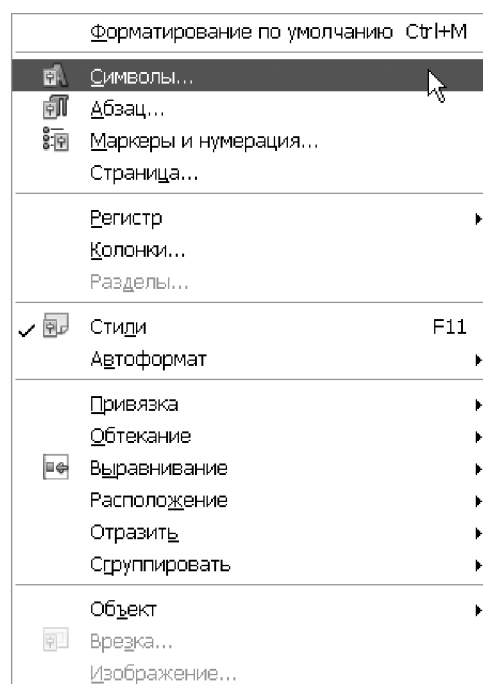 Форматирование по умолчанию Ctrl+M
Символы...
Абзац...
Маркеры и нумерация...
Страница...
Регистр
Колонки...
Разделы...
Стили F11
Автоформат
Привязка
Обтекание
Выравнивание
Расположение
Отразить
Сгруппировать
Объект
Врезка...
Изображение...